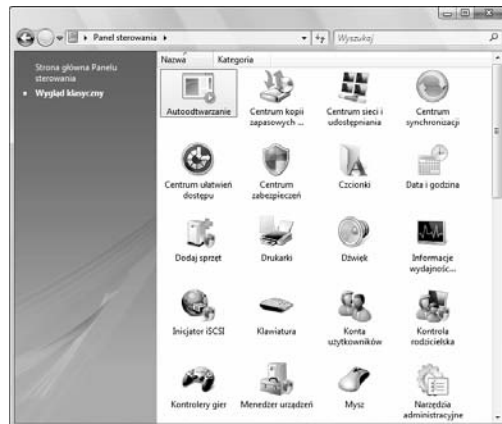 Panel sterowania
Wyszukaj
Strona główna Panelu
sterowania
Wygląd klasyczny
Nazwa Kategoria
Autoodtwarzanie
Centrum kopii
zapasowych ...
Centrum sieci i
udostępniania
Centrum
synchronizacji
Centrum ułatwień
dostępu
Centrum
zabezpieczeń
Czcionki
Data i godzina
Dodaj sprzęt
Drukarki
Dźwięk
Informacje
wydajnośc...
Inicjator iSCSI
Klawiatura
Konta
użytkowników
Kontrola
rodzicielska
Kontrolery gier
Menedżer urządzeń
Mysz
Narzędzia
administracyjne